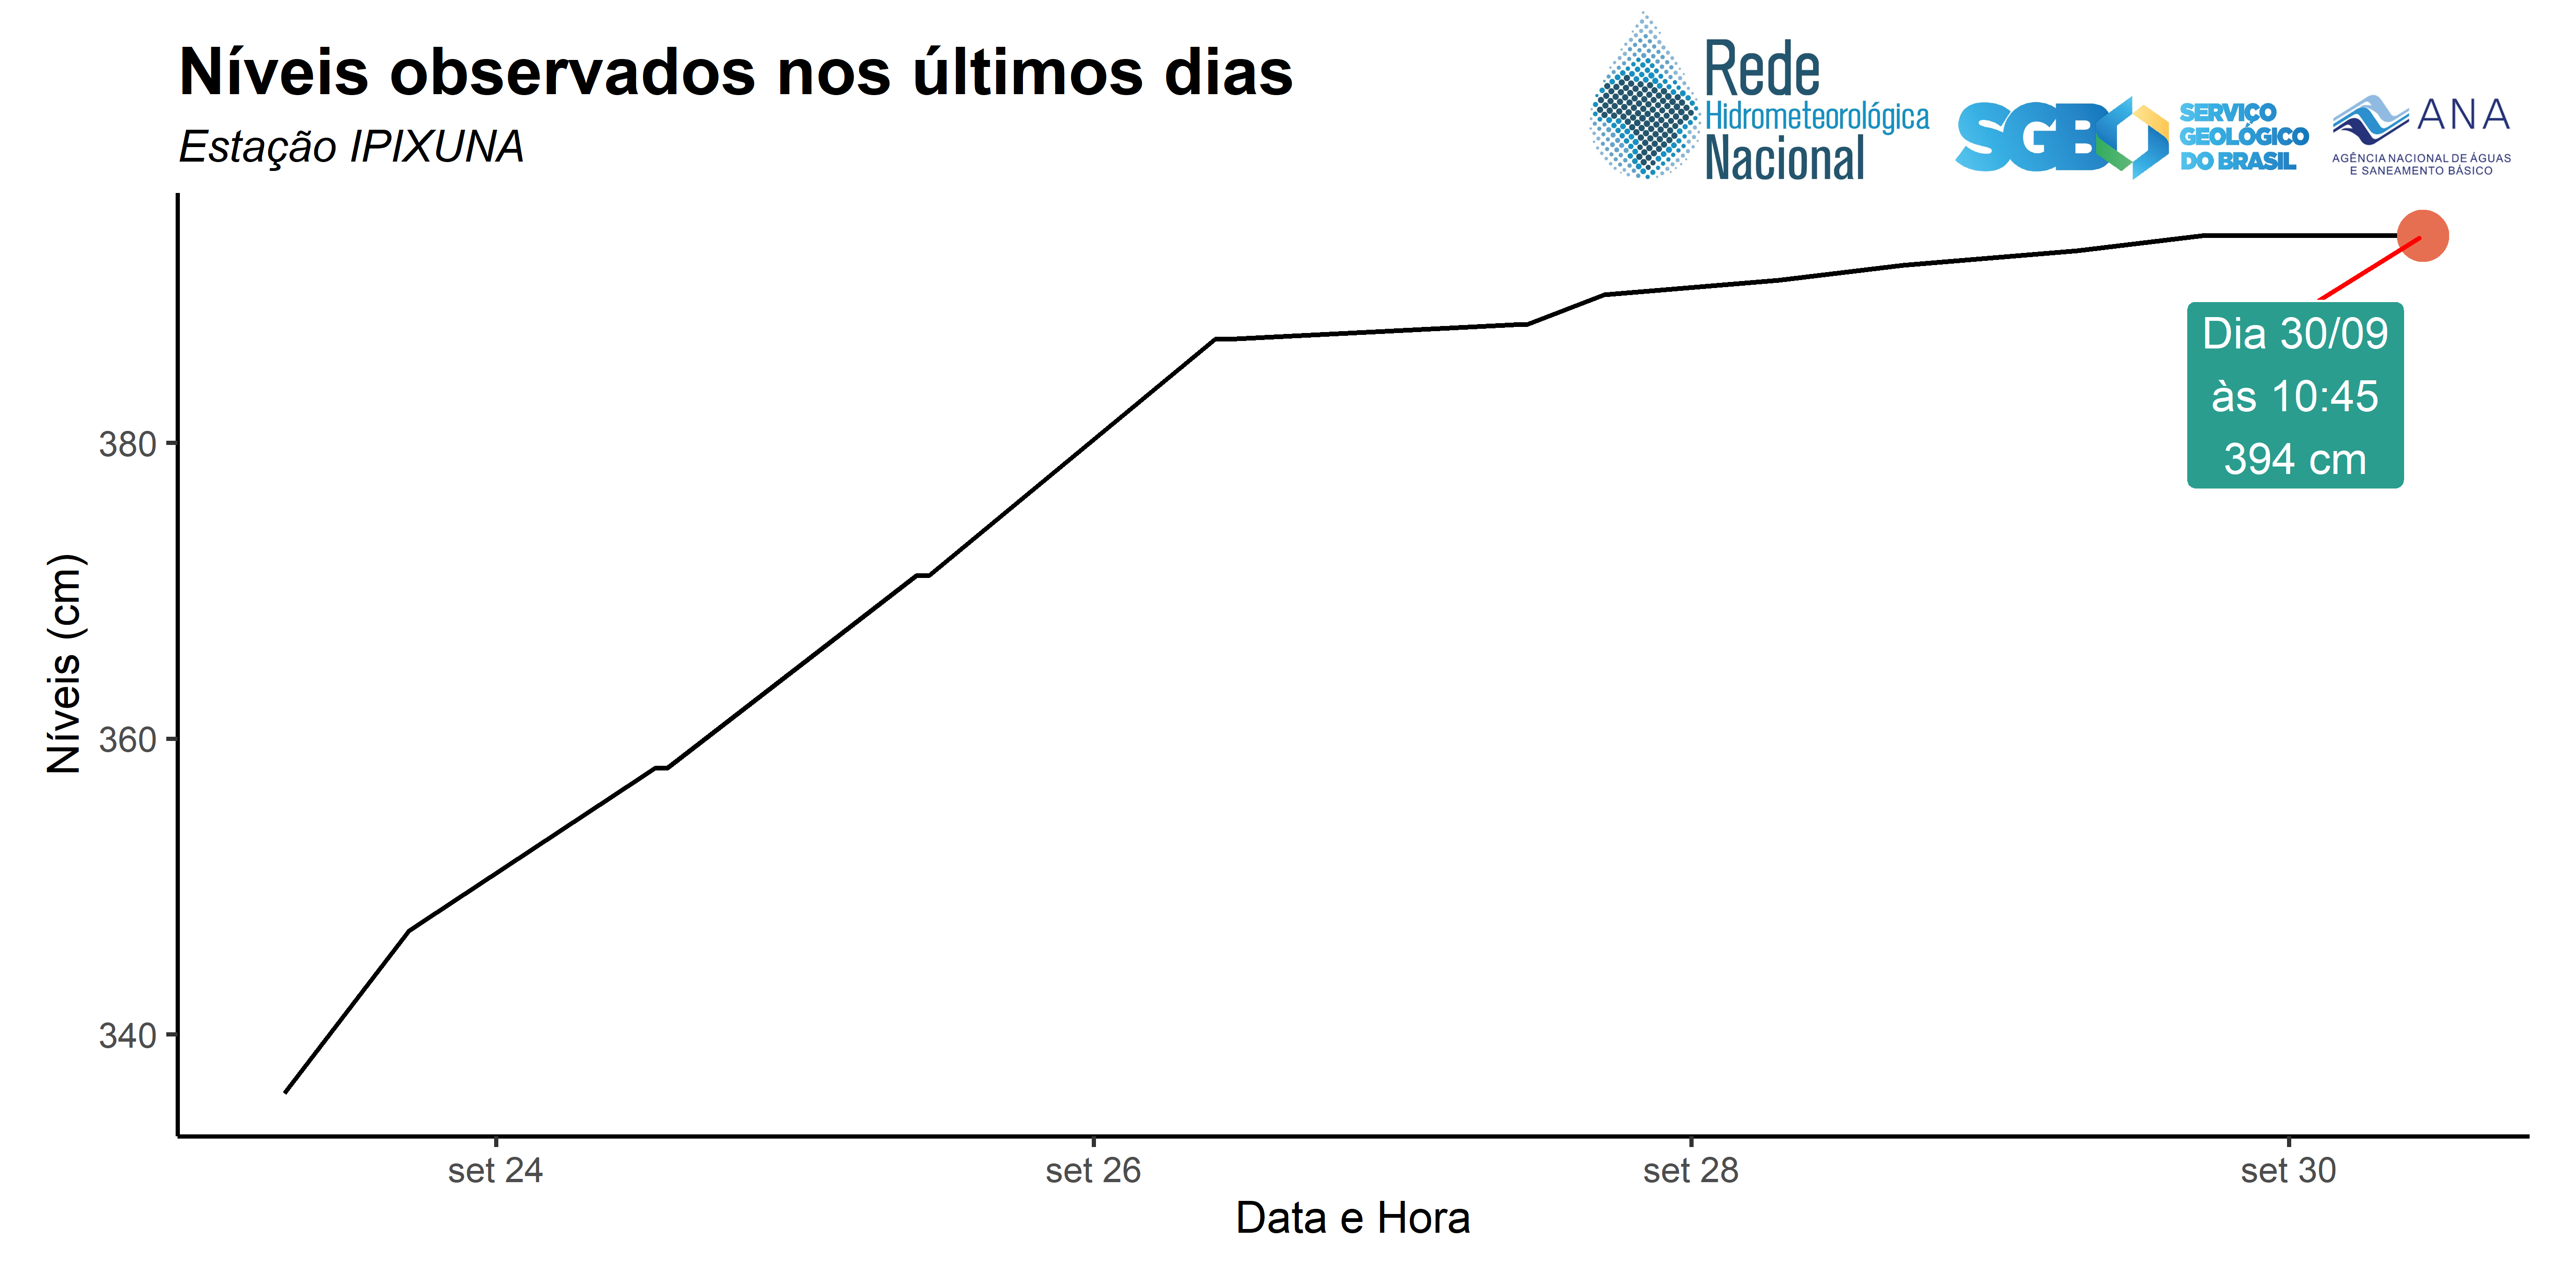 Níveis observados nos últimos dias
Estação IPIXUNA
Rede
Hidrometeorológica
Nacional
SGB
SERVIÇO
GEOLÓGICO
DO BRASIL
ANA
AGÊNCIA NACIONAL DE ÁGUAS
E SANEAMENTO BÁSICO
Dia 30/09
às 10:45
394 cm
Níveis (cm)
380
360
340
set 24
set 26
set 28
set 30
Data e Hora